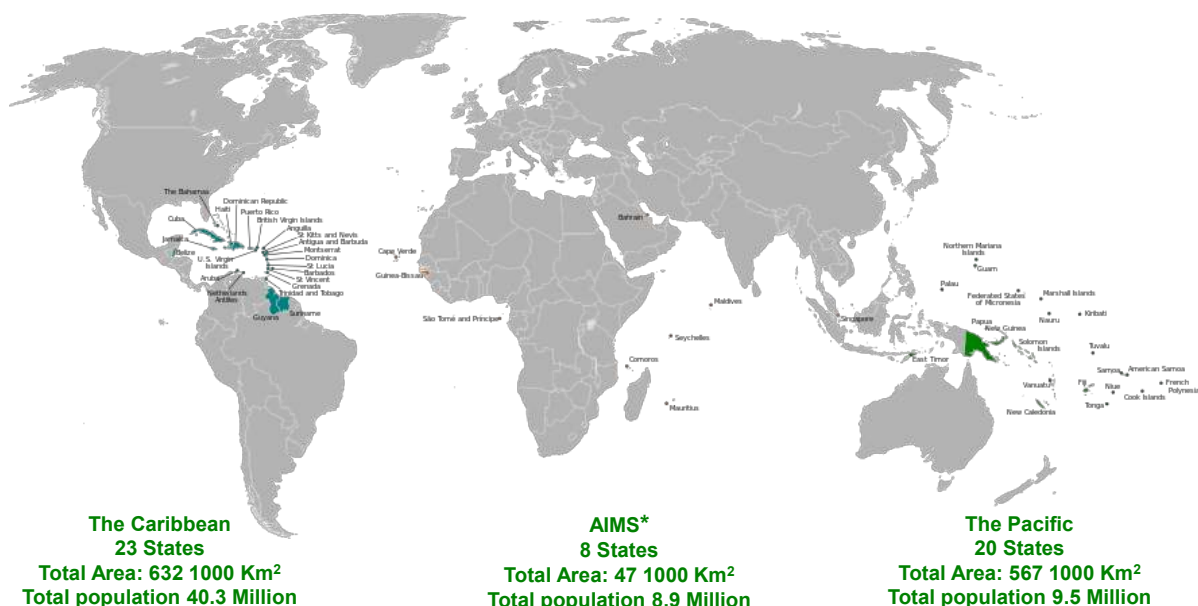 The Bahamas
Dominican Republic
Haiti
Puerto Rico
Cuba
British Virgin Islands
Anguilla
St Kitts and Nevis
Antigua and Barbuda
Jamaica
Montserrat
Belize
Dominica
U.S. Virgin
Islands
St Lucia
Barbados
Aruba
St Vincent
Grenada
Netherlands
Antilles
Trinidad and Tobago
Guyana
Suriname
Cape Verde
Guinea-Bissau
São Tomé and Príncipe
Bahrain
Maldives
Seychelles
Comoros
Mauritius
Singapore
Northern Mariana
Islands
Guam
Palau
Federated States
of Micronesia
Marshall Islands
Nauru
Kiribati
Papua
New Guinea
Solomon
Islands
East Timor
Tuvalu
Samoa
American Samoa
Vanuatu
Fiji
Niue
French
Polynesia
Cook Islands
Tonga
New Caledonia
The Caribbean
23 States
Total Area: 632 1000 Km²
Total population 40.3 Million
AIMS*
8 States
Total Area: 47 1000 Km²
Total population 8.9 Million
The Pacific
20 States
Total Area: 567 1000 Km²
Total population 9.5 Million